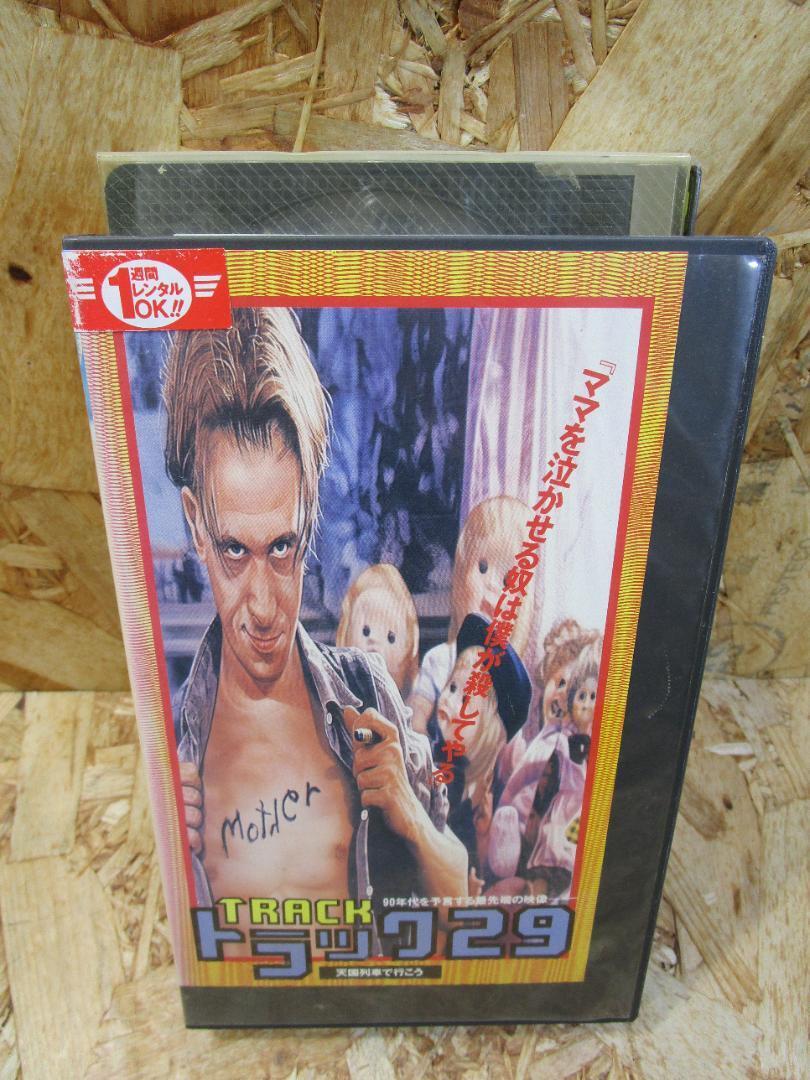 1週間
レンタル
OK!!
『ママを泣かせる奴は僕が殺してやる
Mother
90年代を予言する最先端の映像
TRACK
トラック29
天国列車で行こう